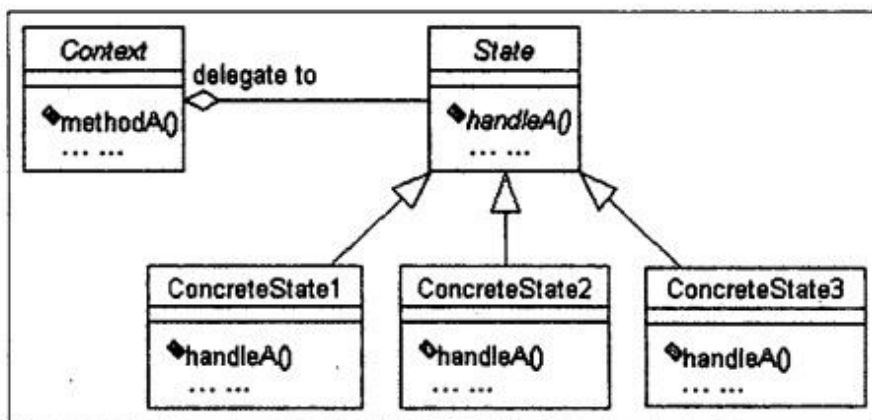 Context
methodA()
... ...
delegate to
State
handleA()
... ...
ConcreteState1
handleA()
... ...
ConcreteState2
handleA()
... ...
ConcreteState3
handleA()
... ...